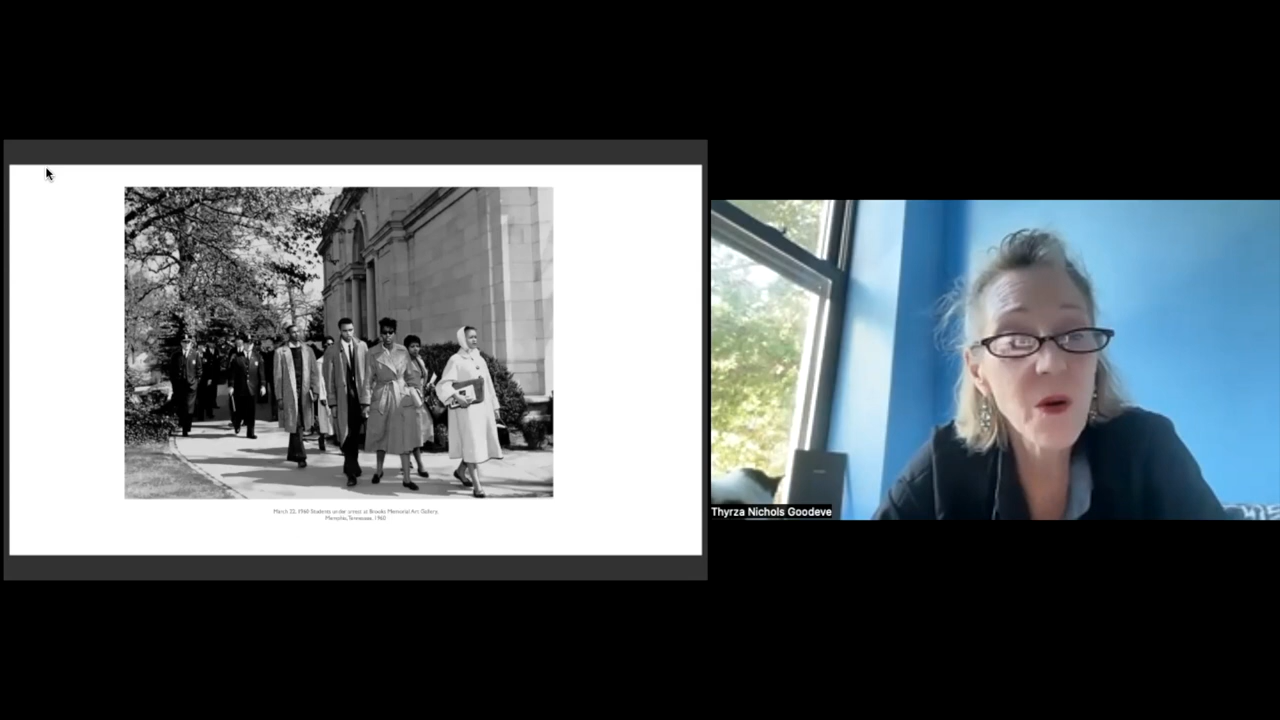 March 22, 1960 Students under arrest at Brooks Memorial Art Gallery,
Memphis, Tennessee, 1960
Thyrza Nichols Goodeve